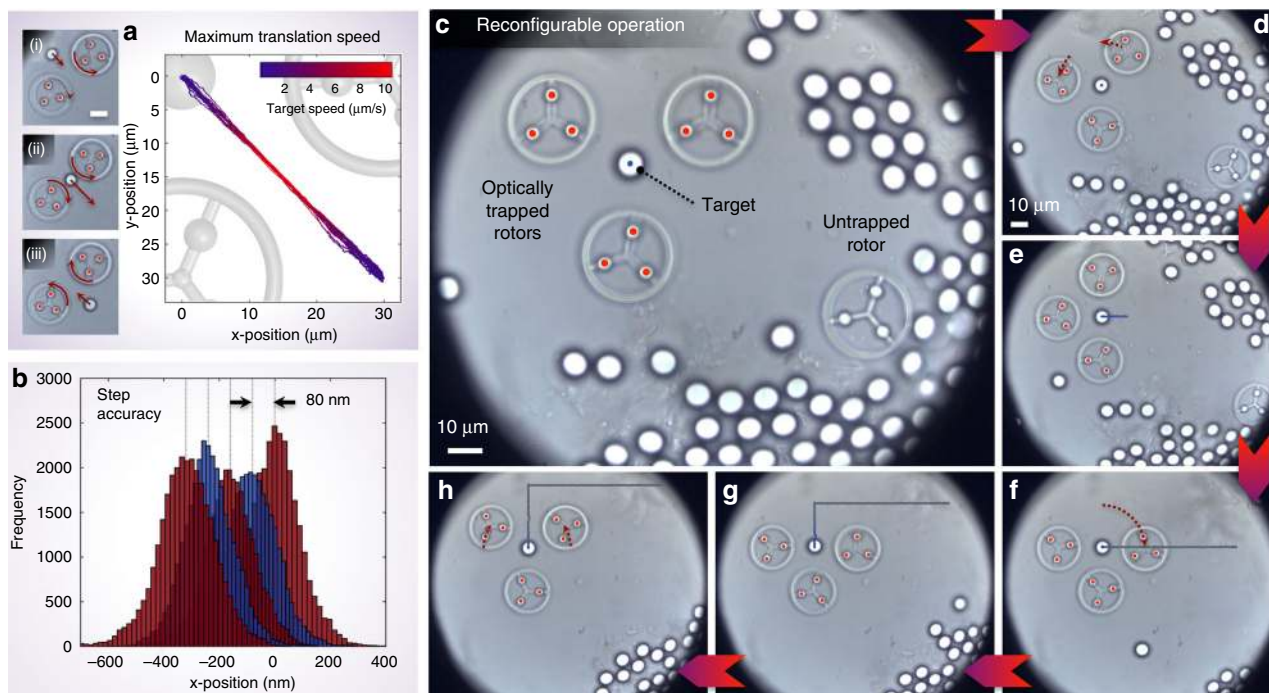 a
(i)
(ii)
(iii)
Maximum translation speed
2 4 6 8 10
Target speed (μm/s)
0
5
10
15
20
25
30
y-position (μm)
0 10 20 30
x-position (μm)
b
Step
accuracy
80 nm
3000
2500
2000
1500
1000
500
0
Frequency
−600 −400 −200 0 200 400
x-position (nm)
c
Reconfigurable operation
Optically
trapped
rotors
Target
Untrapped
rotor
10 μm
d
10 μm
e
f
g
h